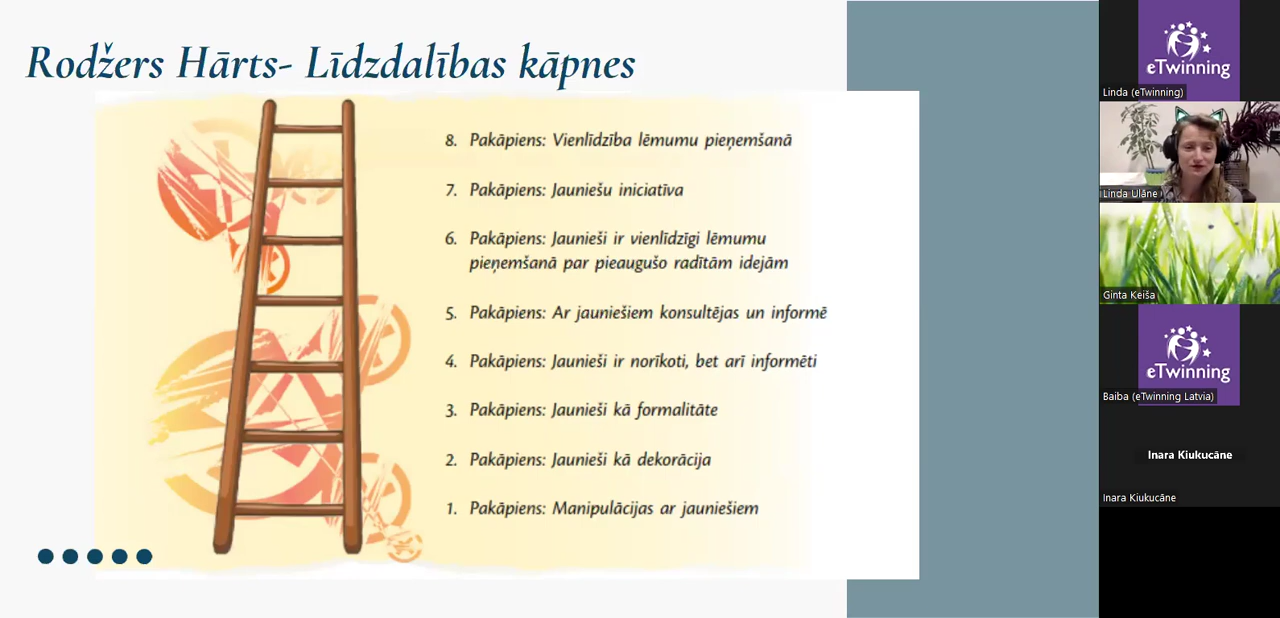 Rodžers Hārts- Līdzdalības kāpnes
8. Pakāpiens: Vienlīdzība lēmumu pieņemšanā
7. Pakāpiens: Jauniešu iniciatīva
6. Pakāpiens: Jaunieši ir vienlīdzīgi lēmumu
pieņemšanā par pieaugušo radītām idejām
5. Pakāpiens: Ar jauniešiem konsultējas un informē
4. Pakāpiens: Jaunieši ir norīkoti, bet arī informēti
3. Pakāpiens: Jaunieši kā formalitāte
2. Pakāpiens: Jaunieši kā dekorācija
1. Pakāpiens: Manipulācijas ar jauniešiem
eTwinning
Linda (eTwinning)
Linda Ulāne
Ginta Keiša
eTwinning
Baiba (eTwinning Latvia)
Inara Kiukucāne
Inara Kiukucāne